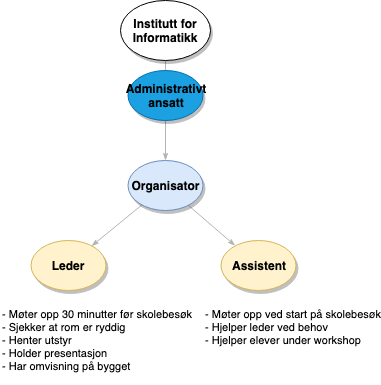 Institutt for
Informatikk
Administrativt
ansatt
Organisator
Leder
Assistent
- Møter opp 30 minutter før skolebesøk
- Sjekker at rom er ryddig
- Henter utstyr
- Holder presentasjon
- Har omvisning på bygget
- Møter opp ved start på skolebesøk
- Hjelper leder ved behov
- Hjelper elever under workshop